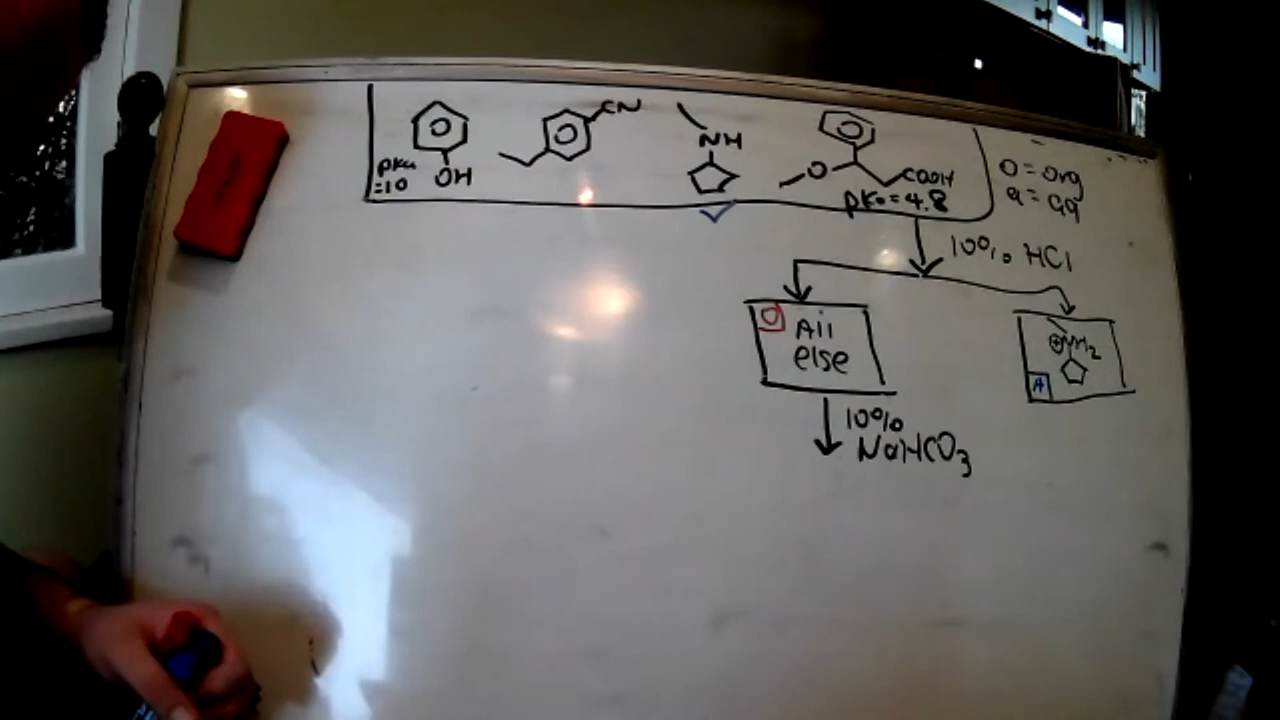 CN
NH
pka
=10
OH
O
COOH
pKa=4.8
O = Org
a = aq
10% HCl
O
All
else
⊕NH2
A
10%
NaHCO3